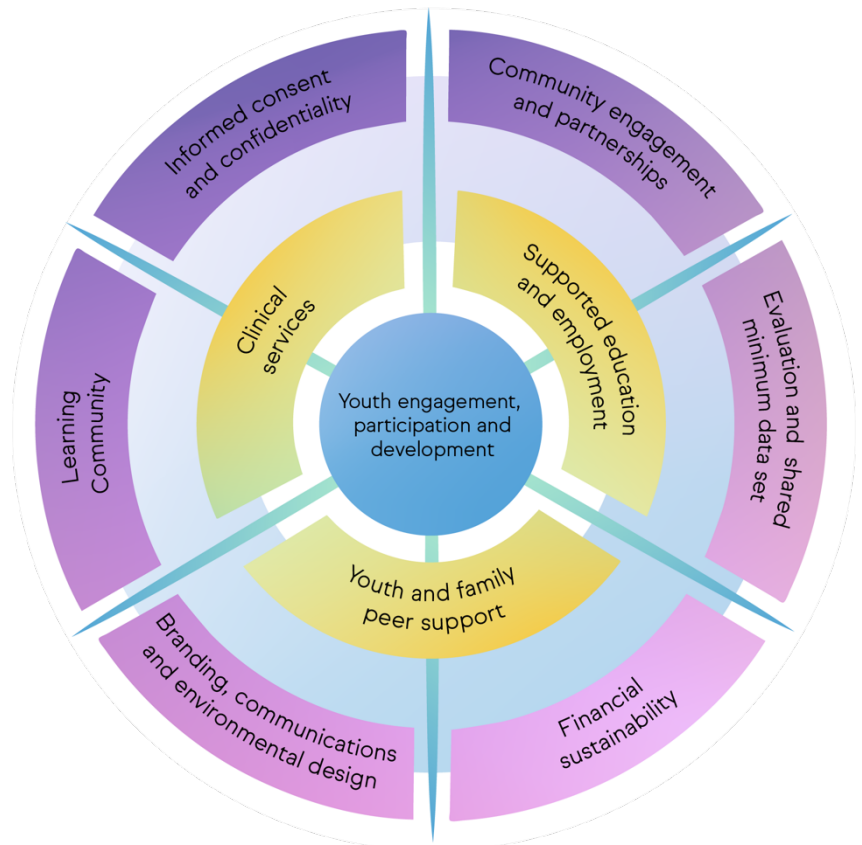 Informed consent
and confidentiality
Community engagement
and partnerships
Clinical
services
Supported education
and employment
Evaluation and shared
minimum data set
Learning
Community
Youth engagement,
participation and
development
Youth and family
peer support
Branding, communications
and environmental design
Financial
sustainability